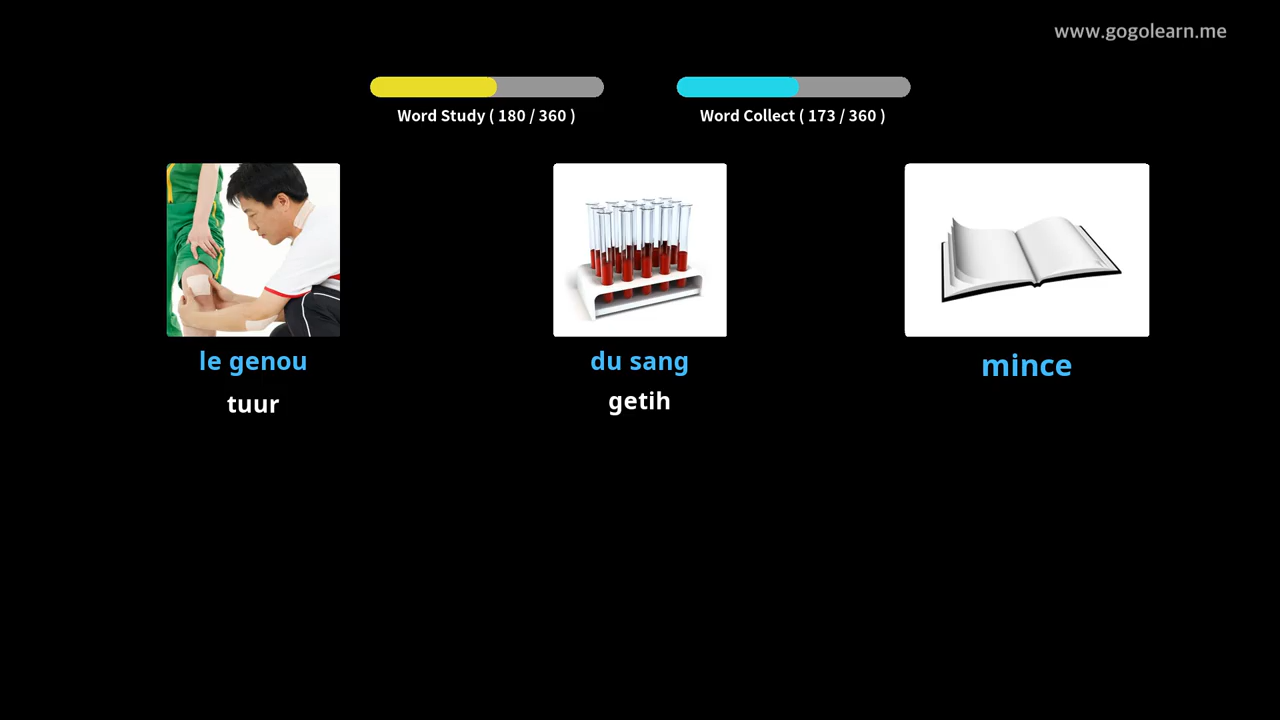 www.gogolearn.me
Word Study ( 180 / 360 )
Word Collect ( 173 / 360 )
le genou
tuur
du sang
getih
mince